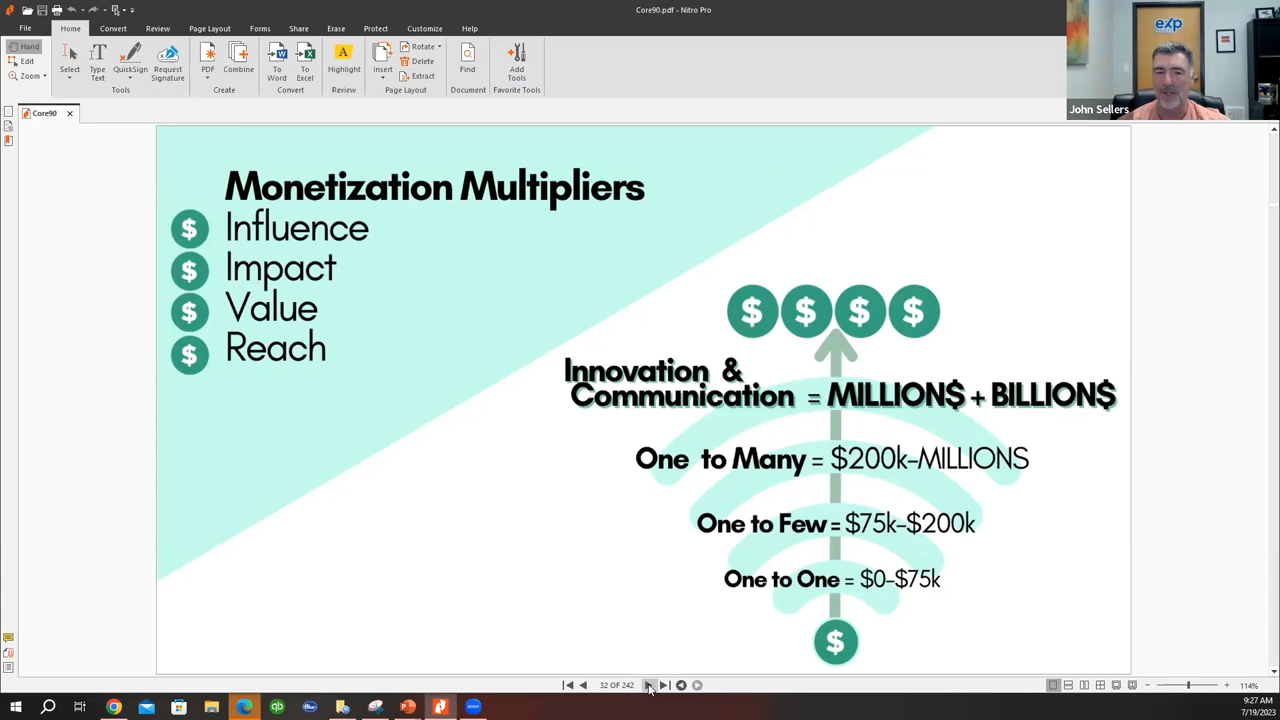 Core90.pdf - Nitro Pro
File Home Convert Review Page Layout Forms Share Erase Protect Customize Help
Hand
Edit
Zoom
Select
Type Text
QuickSign
Request Signature
Tools
PDF
Combine
Create
To Word
To Excel
Convert
Highlight
Review
Insert
Rotate
Delete
Extract
Page Layout
Find
Document
Add Tools
Favorite Tools
exp
John Sellers
Core90
Monetization Multipliers
$ Influence
$ Impact
$ Value
$ Reach
$ $ $ $
Innovation &
Communication = MILLION$ + BILLION$
One to Many = $200k-MILLIONS
One to Few = $75k-$200k
One to One = $0-$75k
$
32 OF 242
114%
9:27 AM
7/19/2023